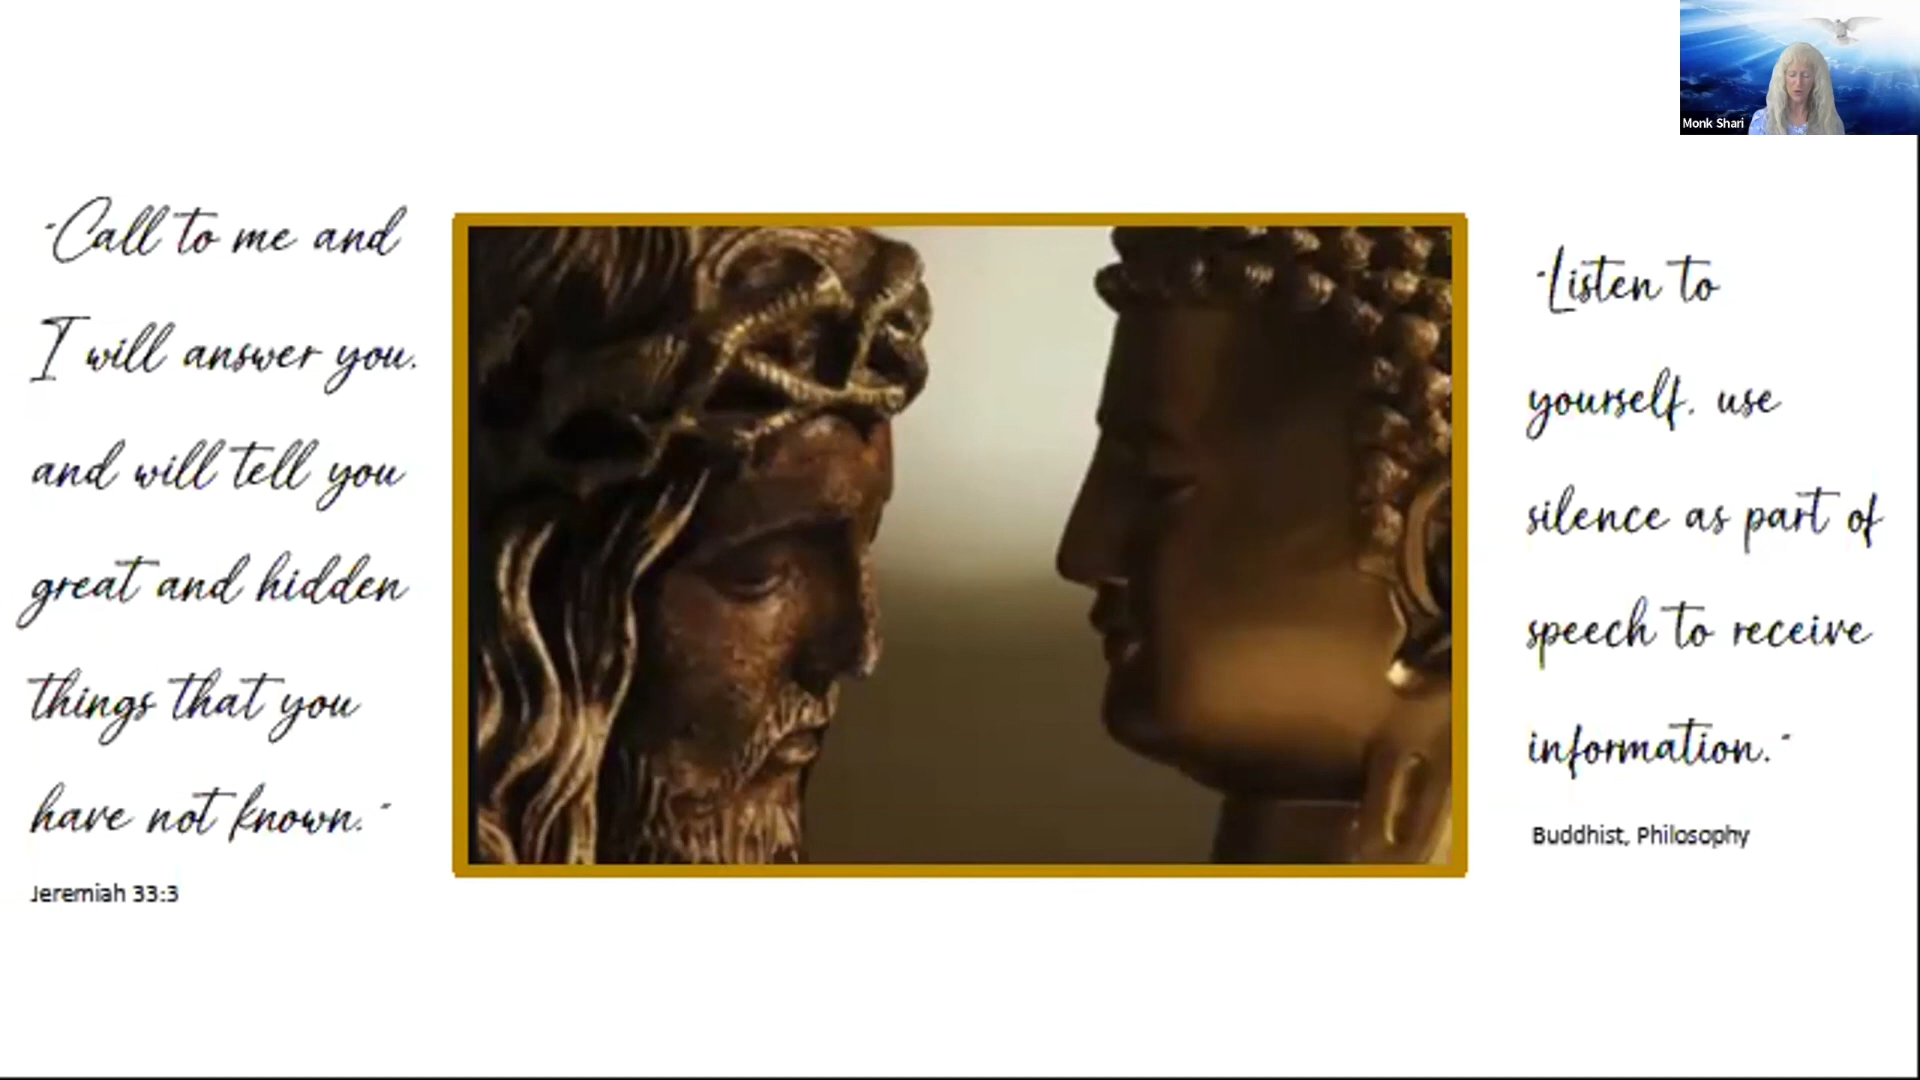 "Call to me and
I will answer you,
and will tell you
great and hidden
things that you
have not known."
Jeremiah 33:3
"Listen to
yourself, use
silence as part of
speech to receive
information."
Buddhist, Philosophy
Monk Shari